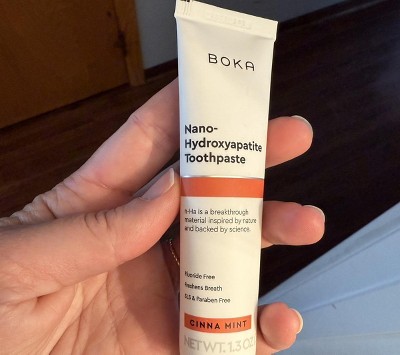 BOKA
Nano-
Hydroxyapatite
Toothpaste
n-Ha is a breakthrough
material inspired by nature
and backed by science.
Fluoride Free
Freshens Breath
SLS & Paraben Free
CINNA MINT
NET WT. 1.3 OZ